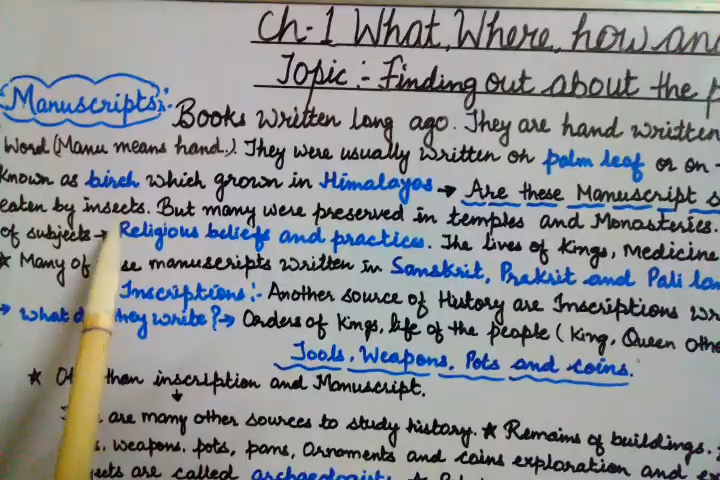 Ch-1 What, Where, how and
Topic:- Finding out about the p
Manuscripts:- Books written long ago. They are hand written
Word (Manu means hand.). They were usually written on palm leaf or on
known as birch which grown in Himalayas → Are these Manuscript s
eaten by insects. But many were preserved in temples and Monasteries.
of subjects → Religious beliefs and practices. The lives of Kings, Medicine
* Many of se manuscripts written in Sanskrit, Prakrit and Pali lan
Inscriptions:- Another source of History are Inscriptions wr
→ What d they write? → Orders of Kings, life of the people (King, Queen othe
Tools, Weapons, Pots and coins.
* O than inscription and Manuscript.
are many other sources to study history. * Remains of buildings.
s, weapons, pots, pans, Ornaments and coins exploration and ex
jects are called archaeologist